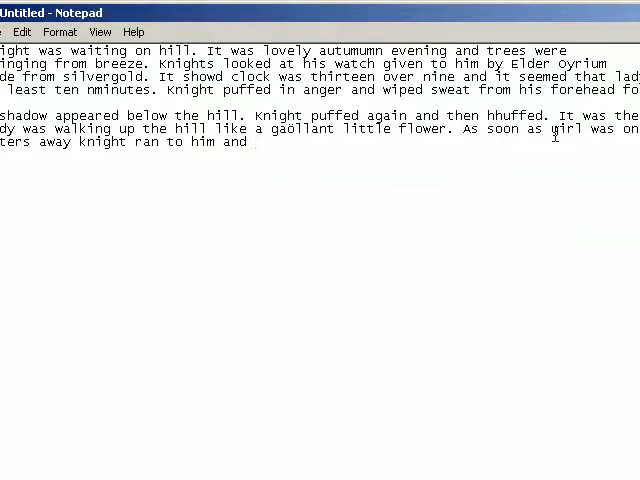 Untitled - Notepad
Edit Format View Help
ight was waiting on hill. It was lovely autumumn evening and trees were
inging from breeze. Knights looked at his watch given to him by Elder Oyrium
de from silvergold. It showd clock was thirteen over nine and it seemed that lad
least ten nminutes. Knight puffed in anger and wiped sweat from his forehead fo
shadow appeared below the hill. Knight puffed again and then hhuffed. It was the
dy was walking up the hill like a gaöllant little flower. As soon as girl was on
ters away knight ran to him and